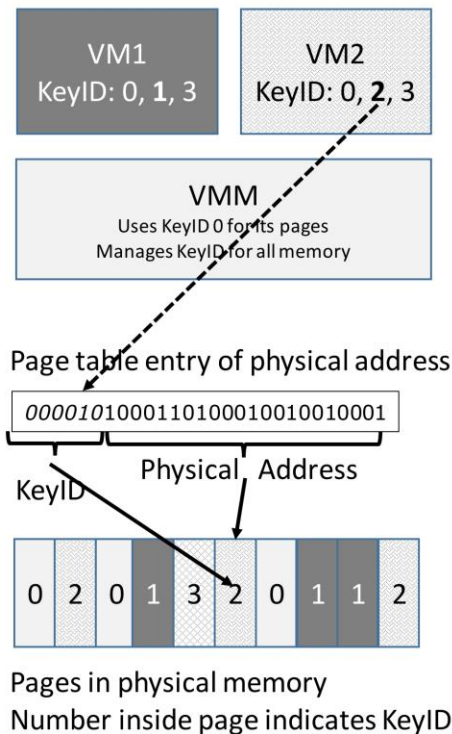 VM1
KeyID: 0, 1, 3
VM2
KeyID: 0, 2, 3
VMM
Uses KeyID 0 for its pages
Manages KeyID for all memory
Page table entry of physical address
000010100011010001001001 0001
KeyID
Physical Address
0 2 0 1 3 2 0 1 1 2
Pages in physical memory
Number inside page indicates KeyID